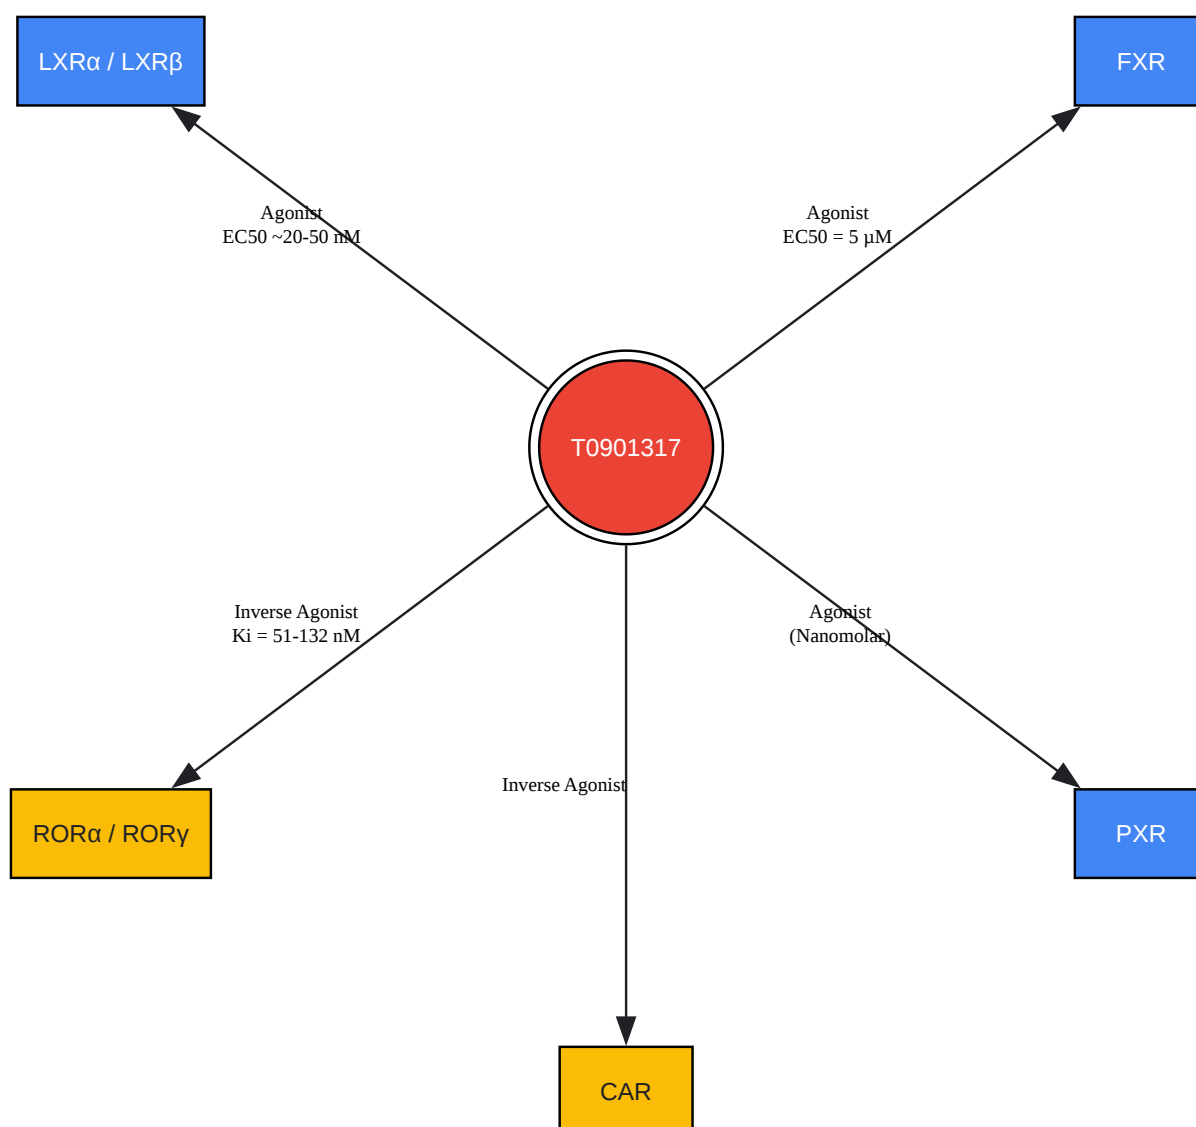 LXRα / LXRβ
FXR
Agonist
EC50 ~20-50 nM
Agonist
EC50 = 5 µM
T0901317
Inverse Agonist
Ki = 51-132 nM
Agonist
(Nanomolar)
Inverse Agonist
RORα / RORγ
PXR
CAR